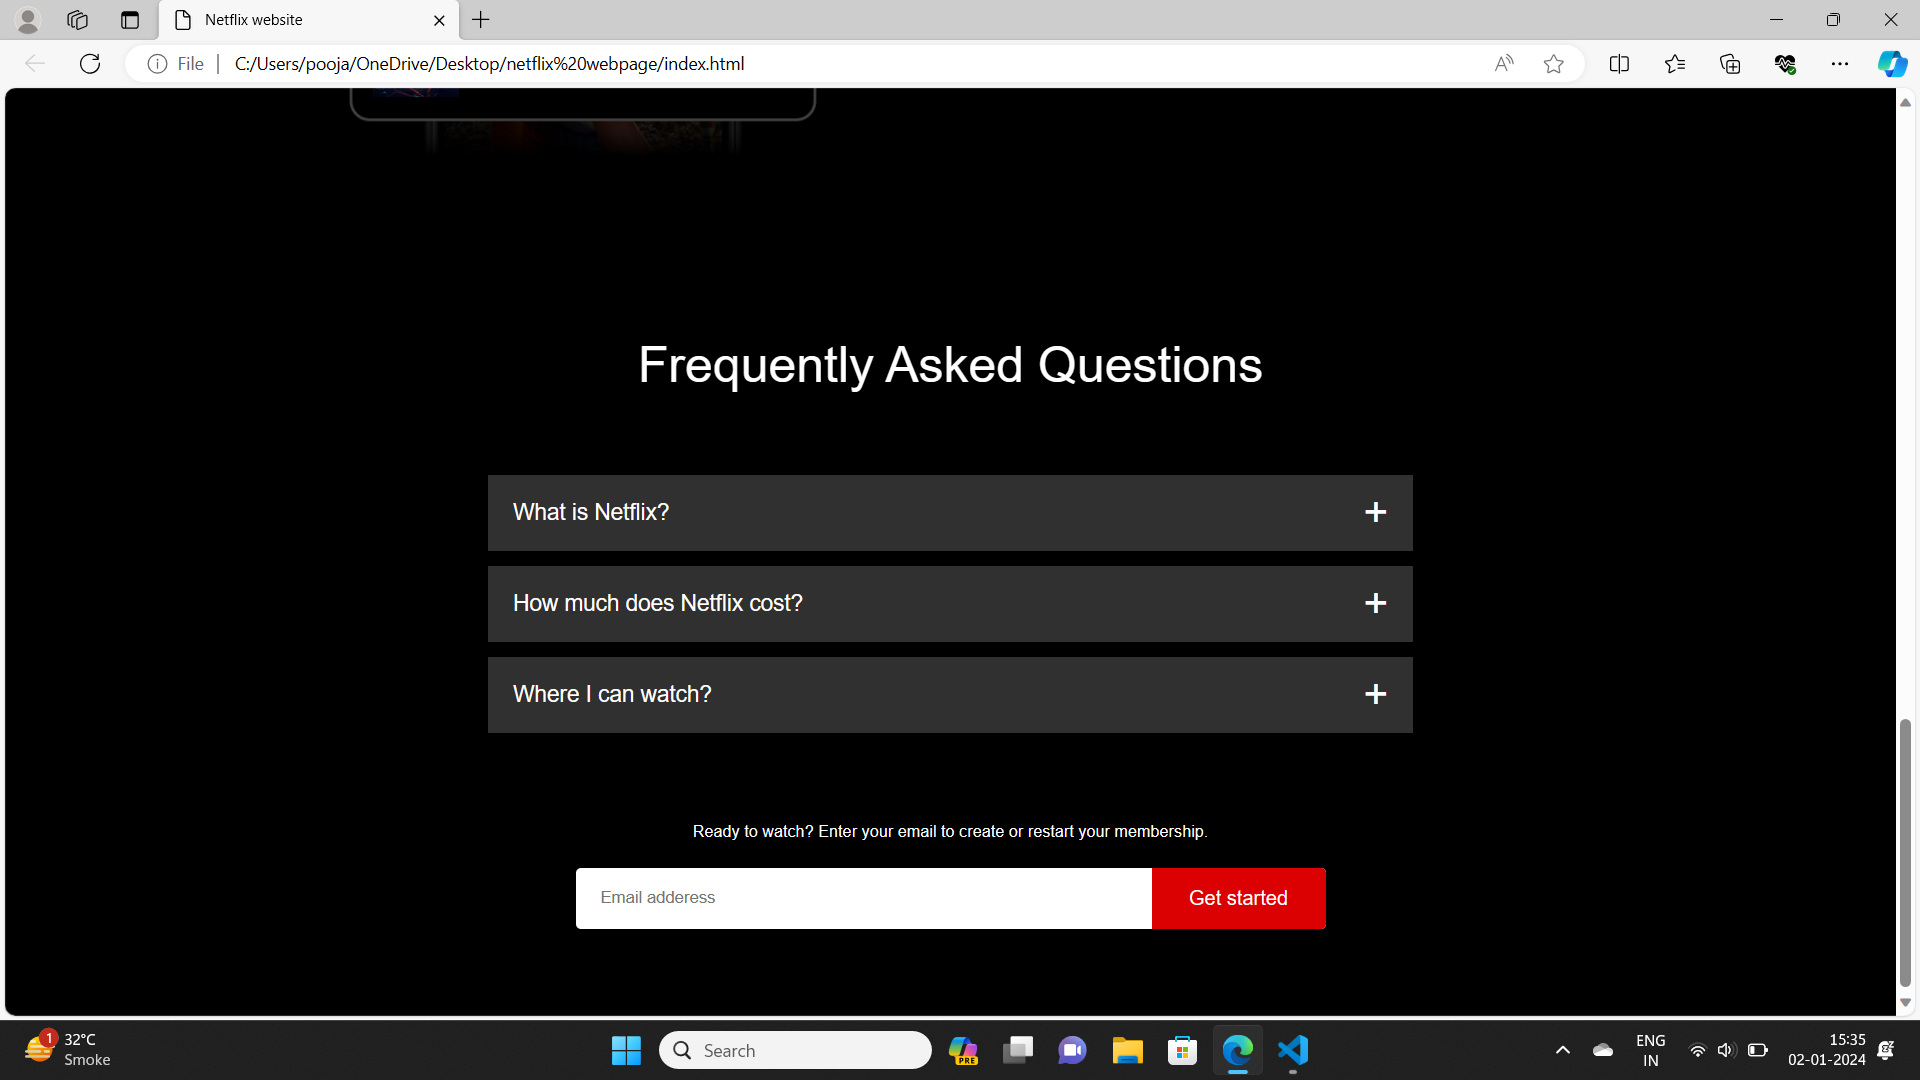 Netflix website
File
C:/Users/pooja/OneDrive/Desktop/netflix%20webpage/index.html
Frequently Asked Questions
What is Netflix?
+
How much does Netflix cost?
+
Where I can watch?
+
Ready to watch? Enter your email to create or restart your membership.
Email adderess
Get started
1
32°C
Smoke
Search
PRE
ENG
IN
15:35
02-01-2024